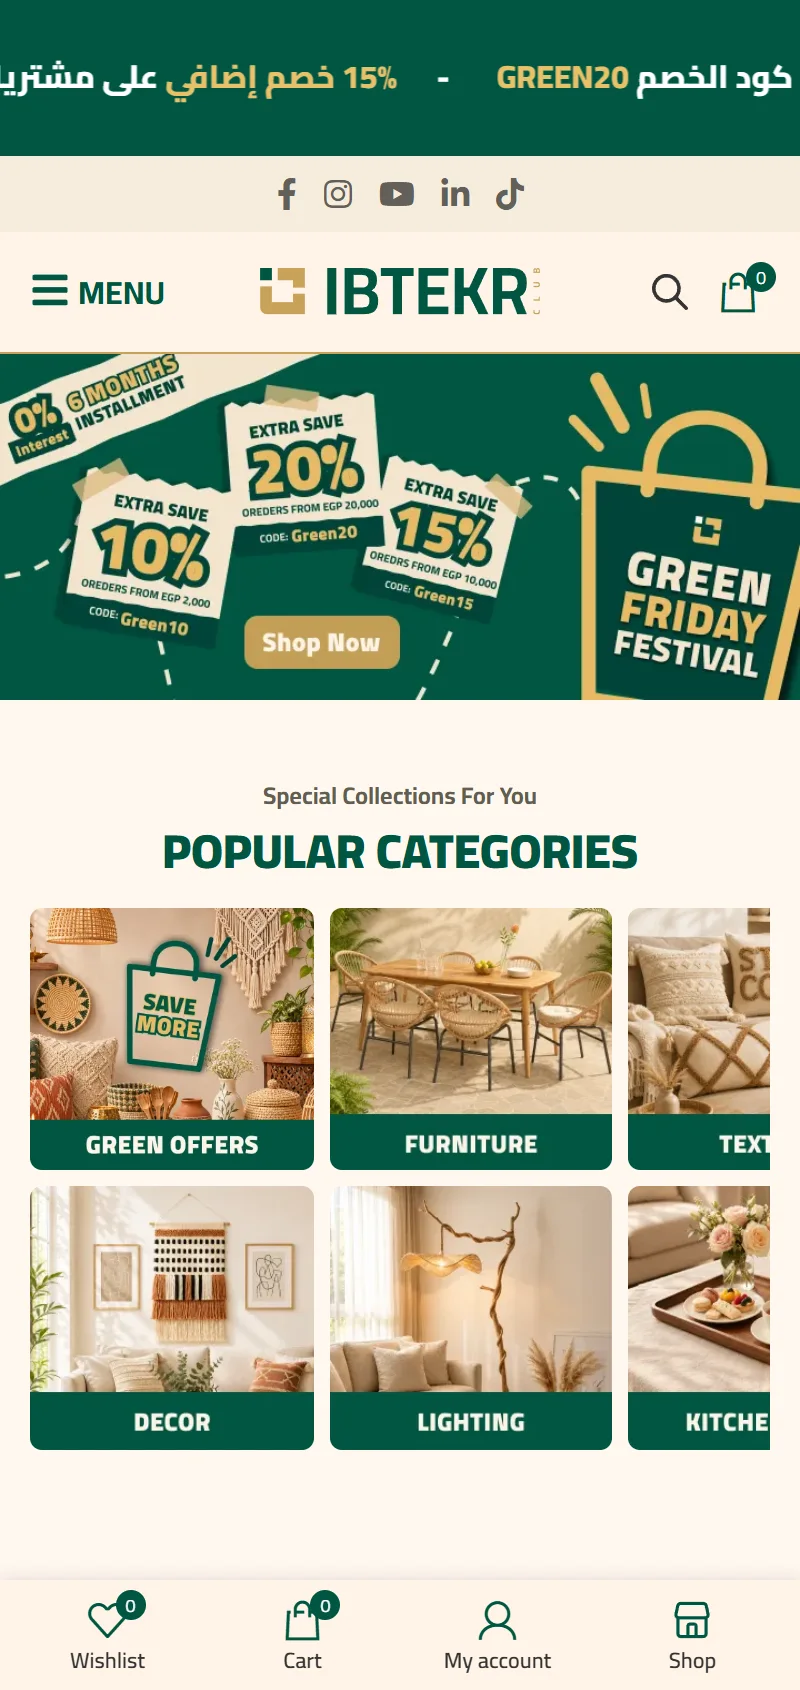 كود الخصم GREEN20 - 15% خصم إضافي على
MENU
IBTEKR
CLUB
0
0%
Interest
6 MONTHS
INSTALLMENT
EXTRA SAVE
10%
OREDERS FROM EGP 2,000
CODE: Green10
EXTRA SAVE
20%
OREDERS FROM EGP 20,000
CODE: Green20
EXTRA SAVE
15%
OREDRS FROM EGP 10,000
CODE: Green15
Shop Now
GREEN
FRIDAY
FESTIVAL
Special Collections For You
POPULAR CATEGORIES
SAVE
MORE
GREEN OFFERS
FURNITURE
DECOR
LIGHTING
0
Wishlist
0
Cart
My account
Shop